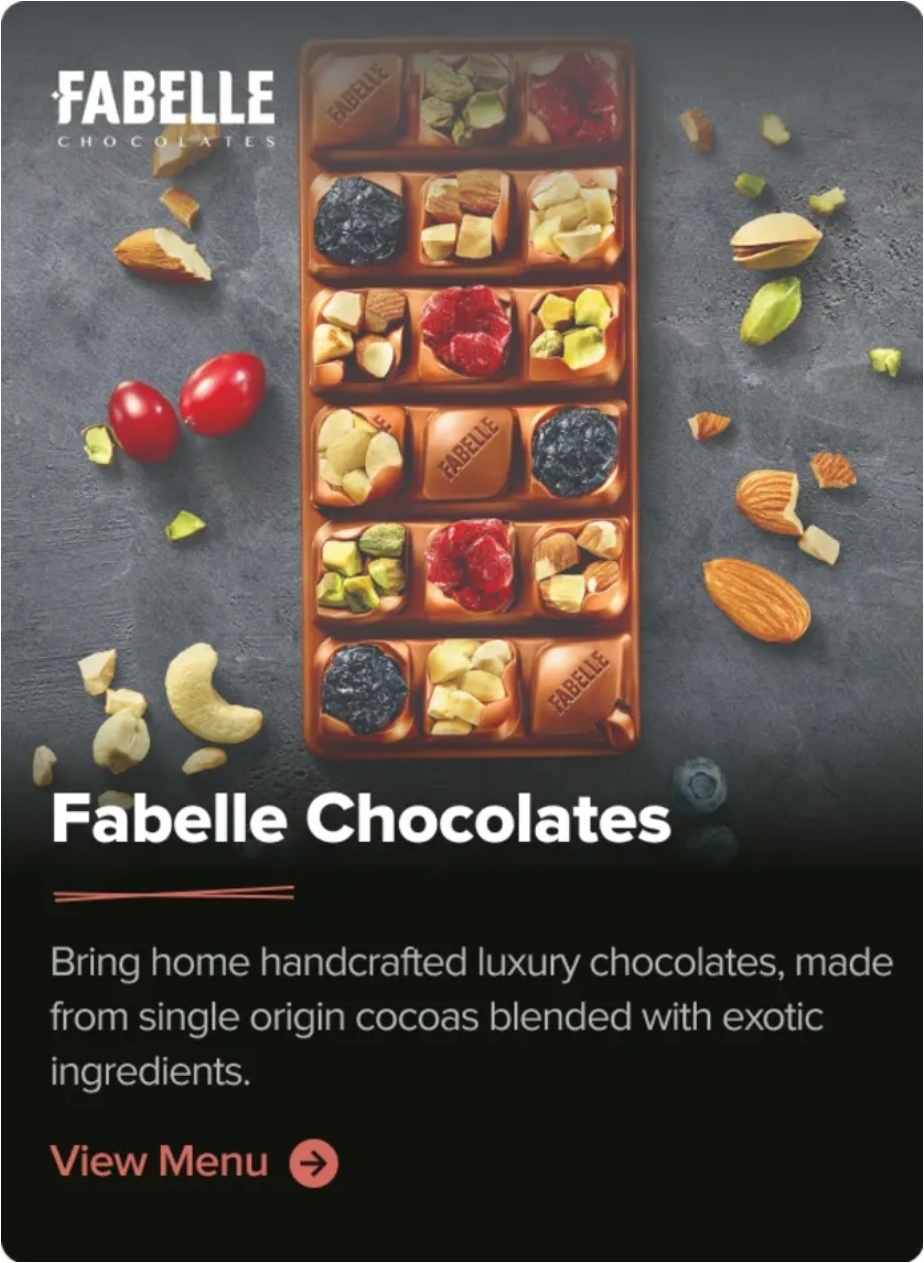 FABELLE
CHOCOLATES
FABELLE
FABELLE
FABELLE
Fabelle Chocolates
Bring home handcrafted luxury chocolates, made
from single origin cocoas blended with exotic
ingredients.
View Menu